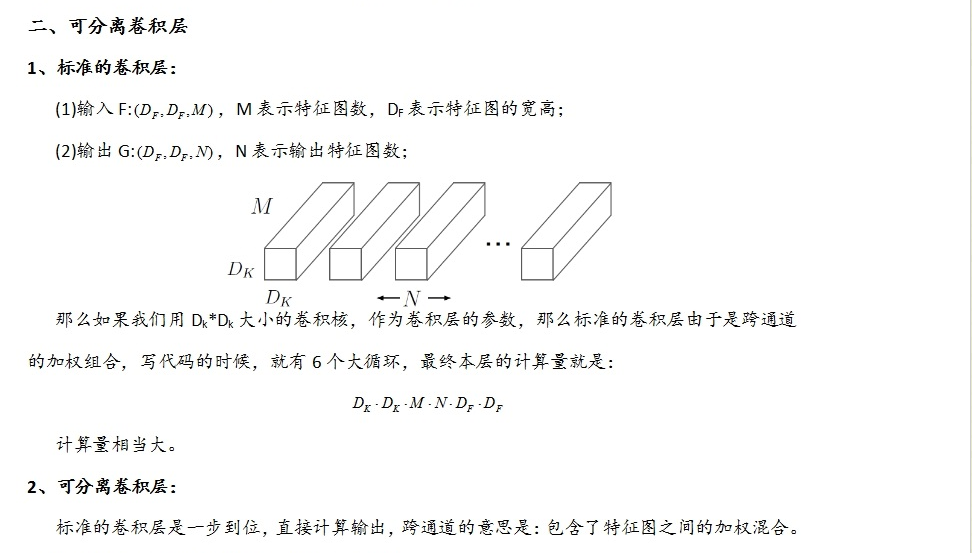 二、可分离卷积层
1、标准的卷积层：
(1)输入 F:(D_F,D_F,M)，M 表示特征图数，D_F 表示特征图的宽高；
(2)输出 G:(D_F,D_F,N)，N 表示输出特征图数；
M
D_K
...
D_K
N
那么如果我们用 D_k*D_k 大小的卷积核，作为卷积层的参数，那么标准的卷积层由于是跨通道
的加权组合，写代码的时候，就有 6 个大循环，最终本层的计算量就是：
D_K·D_K·M·N·D_F·D_F
计算量相当大。
2、可分离卷积层：
标准的卷积层是一步到位，直接计算输出，跨通道的意思是：包含了特征图之间的加权混合。